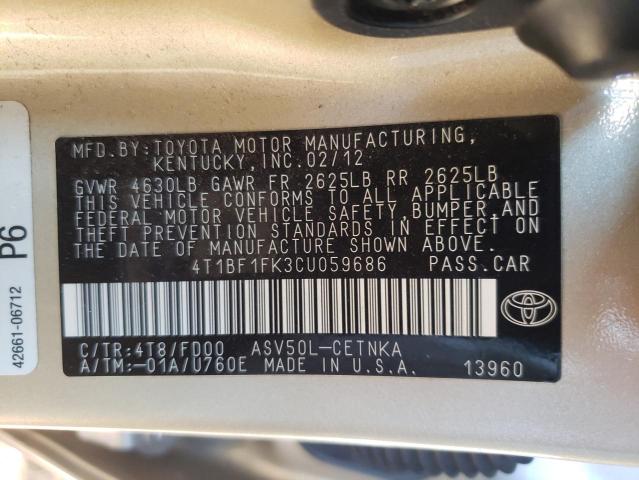 MFD.BY:TOYOTA MOTOR MANUFACTURING,
KENTUCKY, INC. 02/12
GVWR 4630LB GAWR FR 2625LB RR 2625LB
THIS VEHICLE CONFORMS TO ALL APPLICABLE
FEDERAL MOTOR VEHICLE SAFETY, BUMPER, AND
THEFT PREVENTION STANDARDS IN EFFECT ON
THE DATE OF MANUFACTURE SHOWN ABOVE.
4T1BF1FK3CU059686 PASS.CAR
C/TR:4T8/FD00 ASV50L-CETNKA
A/TM:-01A/U760E MADE IN U.S.A. 13960
TOYOTA
42661-06712 P6